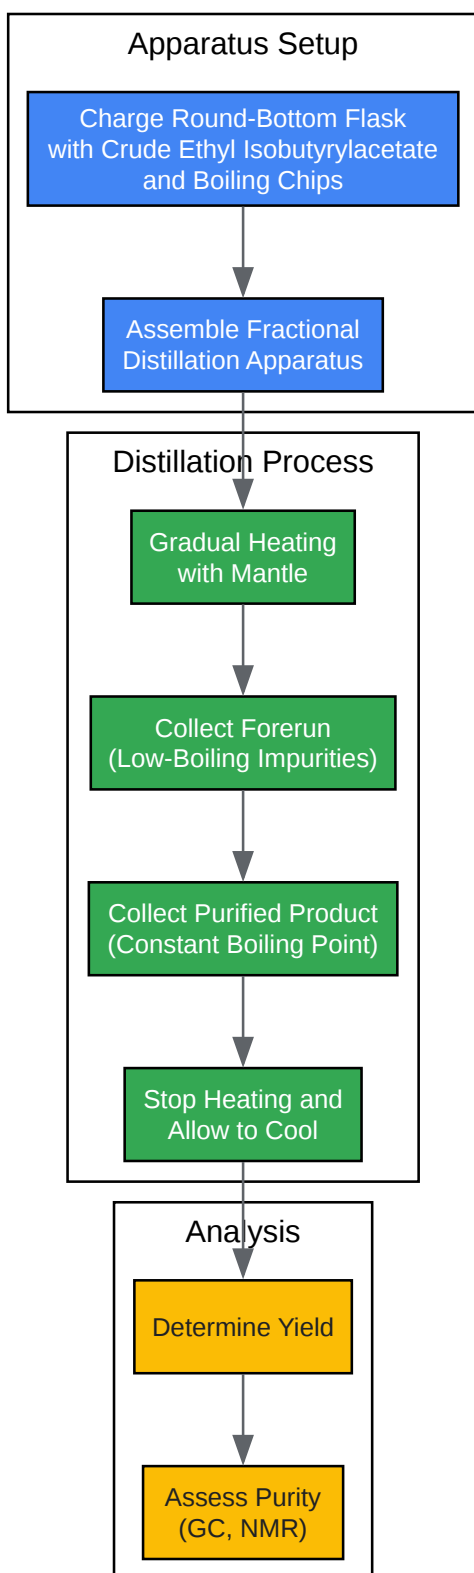 Apparatus Setup
Charge Round-Bottom Flask
with Crude Ethyl Isobutyrylacetate
and Boiling Chips
Assemble Fractional
Distillation Apparatus
Distillation Process
Gradual Heating
with Mantle
Collect Forerun
(Low-Boiling Impurities)
Collect Purified Product
(Constant Boiling Point)
Stop Heating and
Allow to Cool
Analysis
Determine Yield
Assess Purity
(GC, NMR)